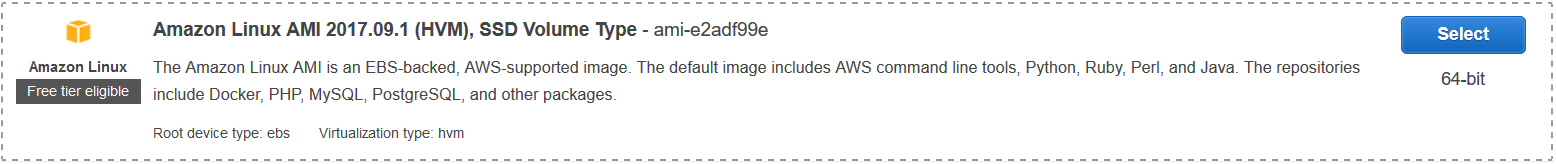 Amazon Linux AMI 2017.09.1 (HVM), SSD Volume Type - ami-e2adf99e
Select
Amazon Linux
Free tier eligible
The Amazon Linux AMI is an EBS-backed, AWS-supported image. The default image includes AWS command line tools, Python, Ruby, Perl, and Java. The repositories
include Docker, PHP, MySQL, PostgreSQL, and other packages.
64-bit
Root device type: ebs Virtualization type: hvm